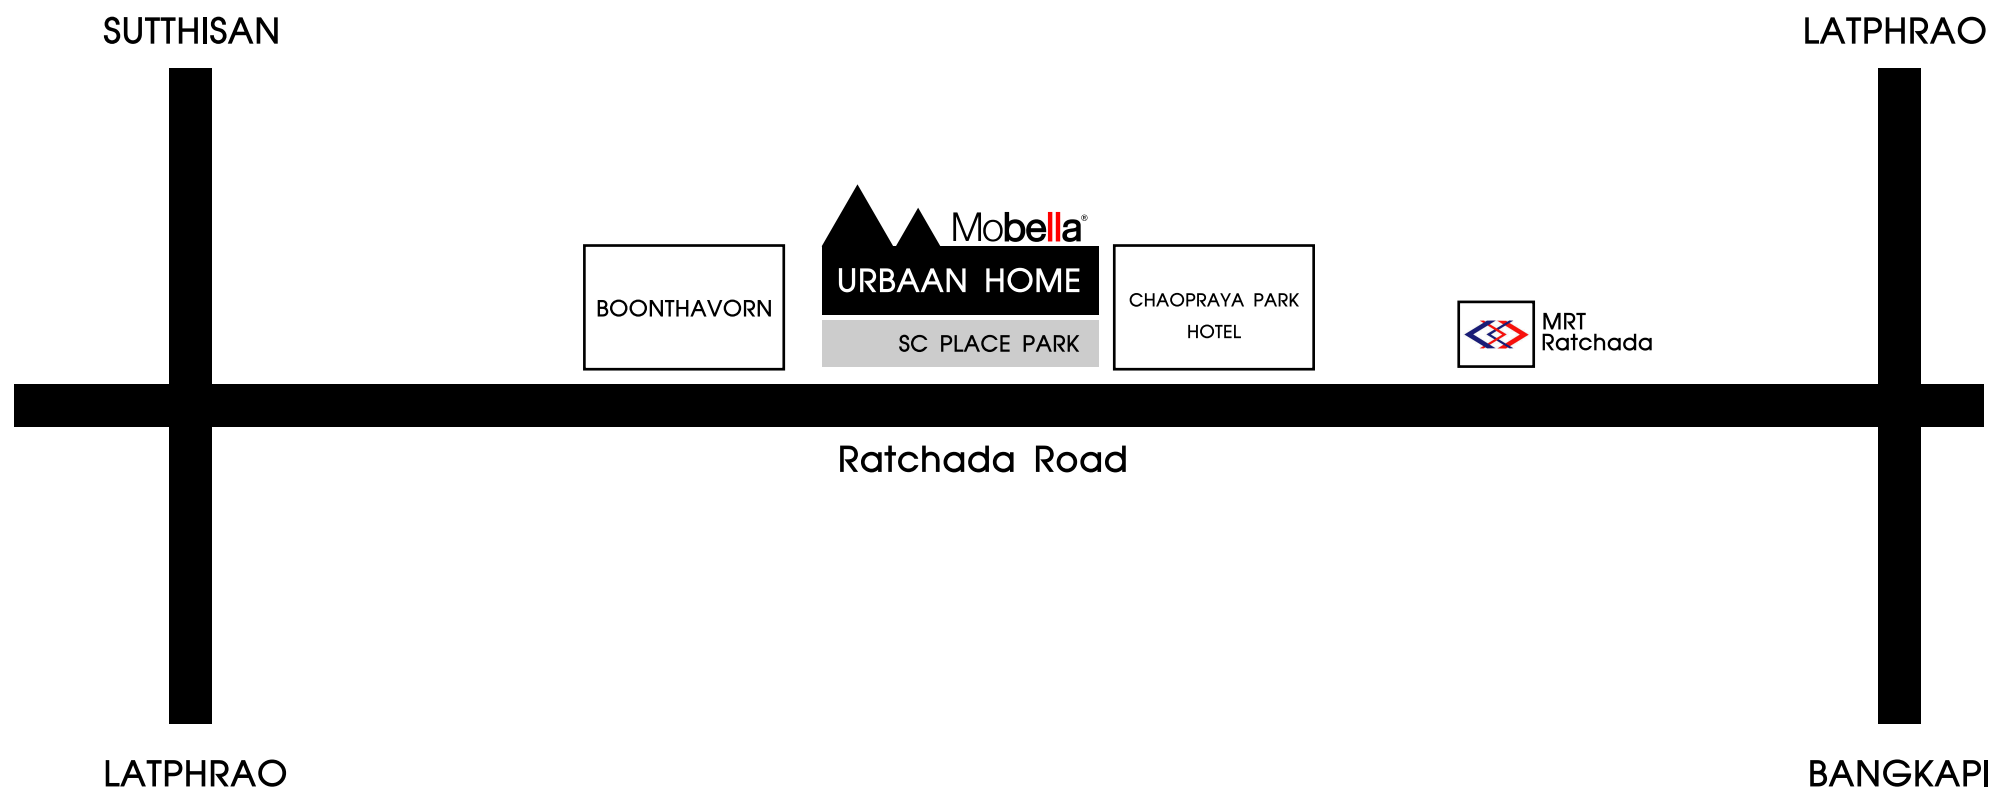 SUTTHISAN
LATPHRAO
Mobella®
URBAAN HOME
SC PLACE PARK
BOONTHAVORN
CHAOPRAYA PARK
HOTEL
MRT
Ratchada
Ratchada Road
LATPHRAO
BANGKAPI